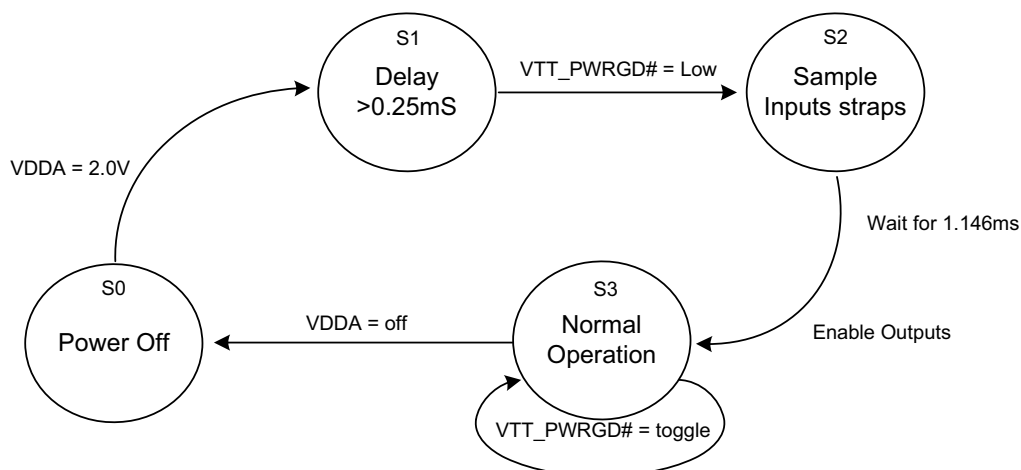 S1
Delay
>0.25mS
VTT_PWRGD# = Low
S2
Sample
Inputs straps
VDDA = 2.0V
Wait for 1.146ms
S0
Power Off
VDDA = off
S3
Normal
Operation
Enable Outputs
VTT_PWRGD# = toggle